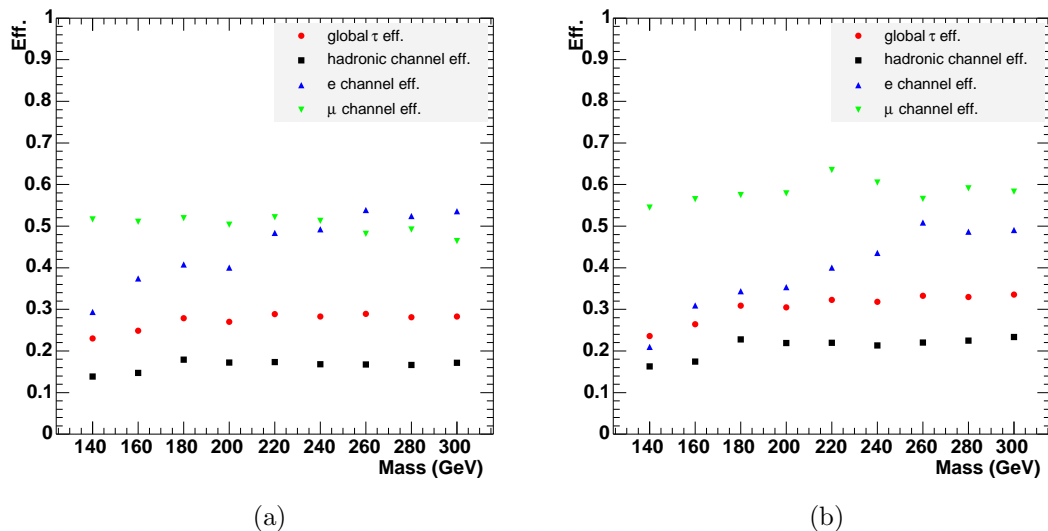 Eff.
1
0.9
0.8
0.7
0.6
0.5
0.4
0.3
0.2
0.1
0
global τ eff.
hadronic channel eff.
e channel eff.
μ channel eff.
140 160 180 200 220 240 260 280 300
Mass (GeV)
(a)
Eff.
1
0.9
0.8
0.7
0.6
0.5
0.4
0.3
0.2
0.1
0
global τ eff.
hadronic channel eff.
e channel eff.
μ channel eff.
140 160 180 200 220 240 260 280 300
Mass (GeV)
(b)